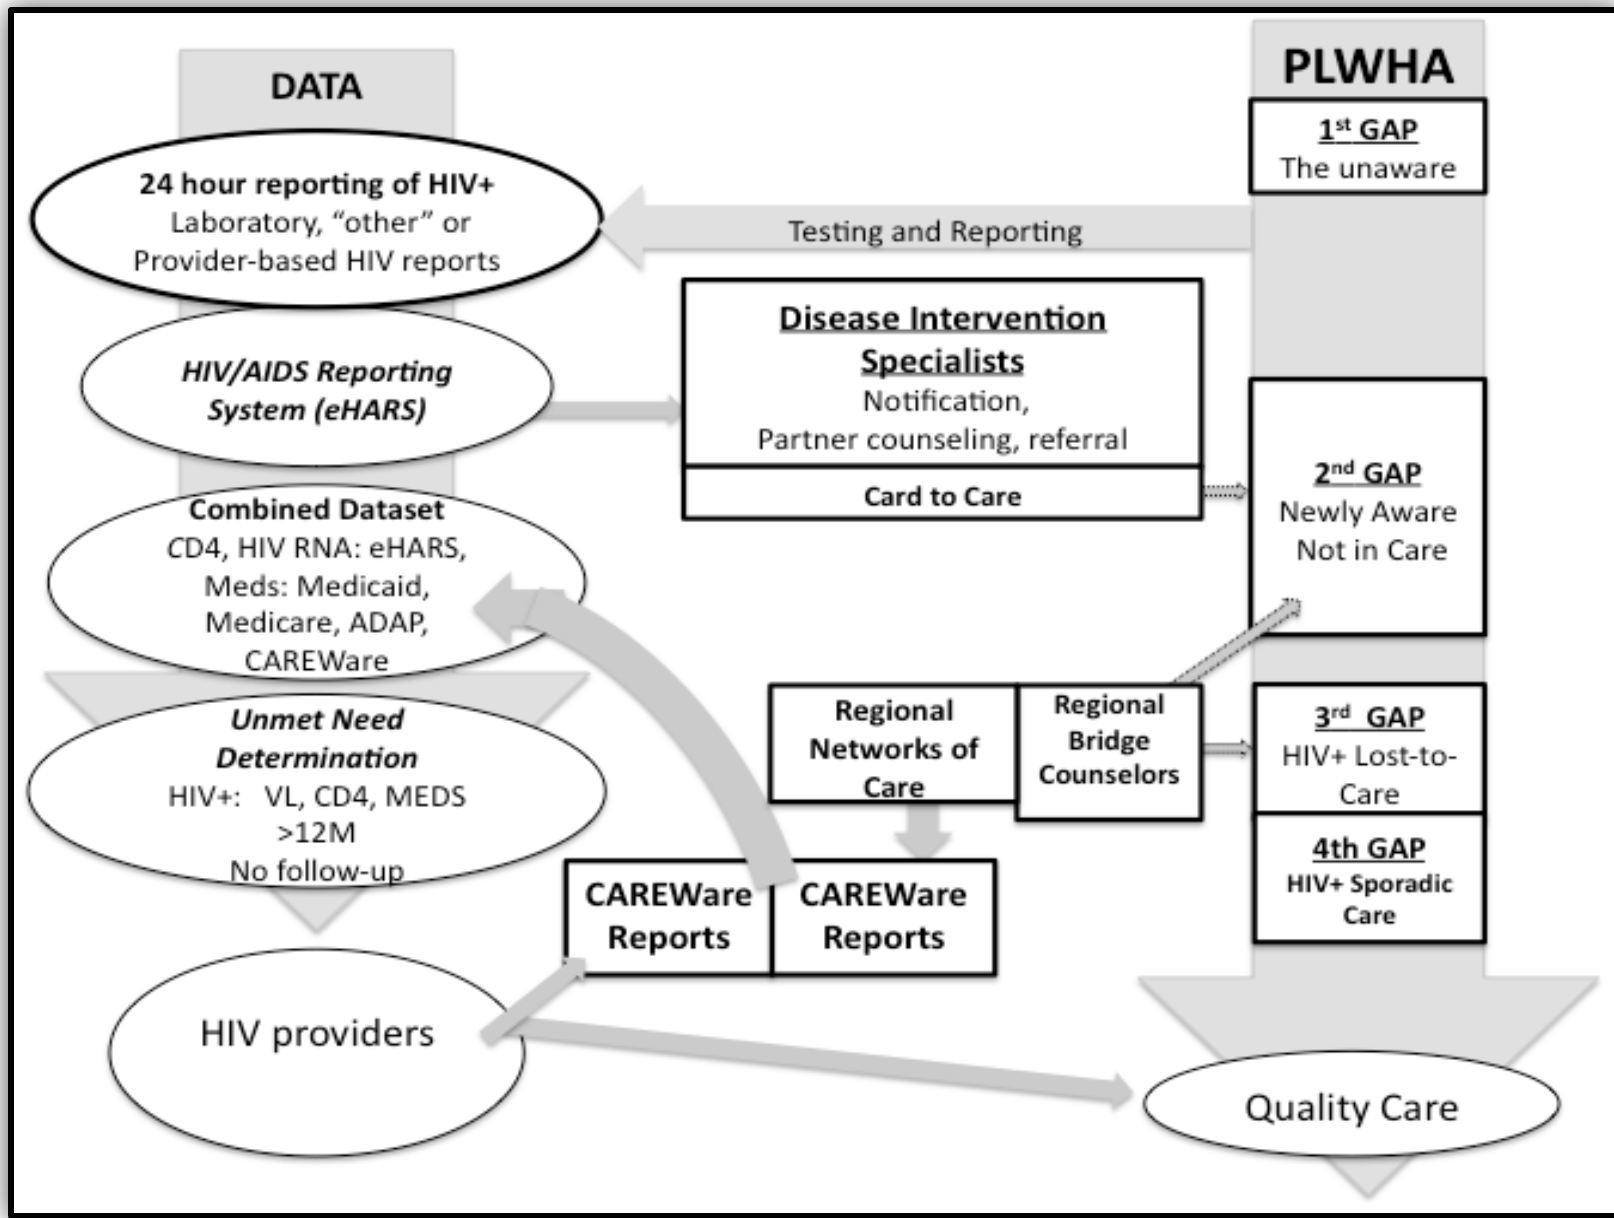 DATA
24 hour reporting of HIV+
Laboratory, “other” or
Provider-based HIV reports
HIV/AIDS Reporting
System (eHARS)
Combined Dataset
CD4, HIV RNA: eHARS,
Meds: Medicaid,
Medicare, ADAP,
CAREWare
Unmet Need
Determination
HIV+: VL, CD4, MEDS
>12M
No follow-up
HIV providers
Testing and Reporting
Disease Intervention
Specialists
Notification,
Partner counseling, referral
Card to Care
Regional
Networks of
Care
Regional
Bridge
Counselors
CAREWare
Reports
CAREWare
Reports
PLWHA
1st GAP
The unaware
2nd GAP
Newly Aware
Not in Care
3rd GAP
HIV+ Lost-to-
Care
4th GAP
HIV+ Sporadic
Care
Quality Care